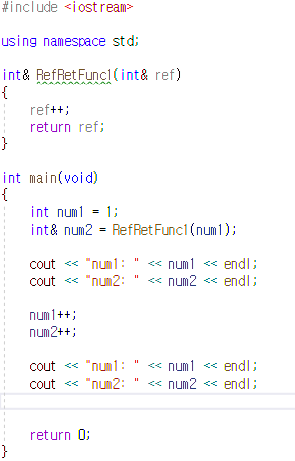 #include <iostream>
using namespace std;
int& RefRetFunc1(int& ref)
{
ref++;
return ref;
}
int main(void)
{
int num1 = 1;
int& num2 = RefRetFunc1(num1);
cout << "num1: " << num1 << endl;
cout << "num2: " << num2 << endl;
num1++;
num2++;
cout << "num1: " << num1 << endl;
cout << "num2: " << num2 << endl;
return 0;
}